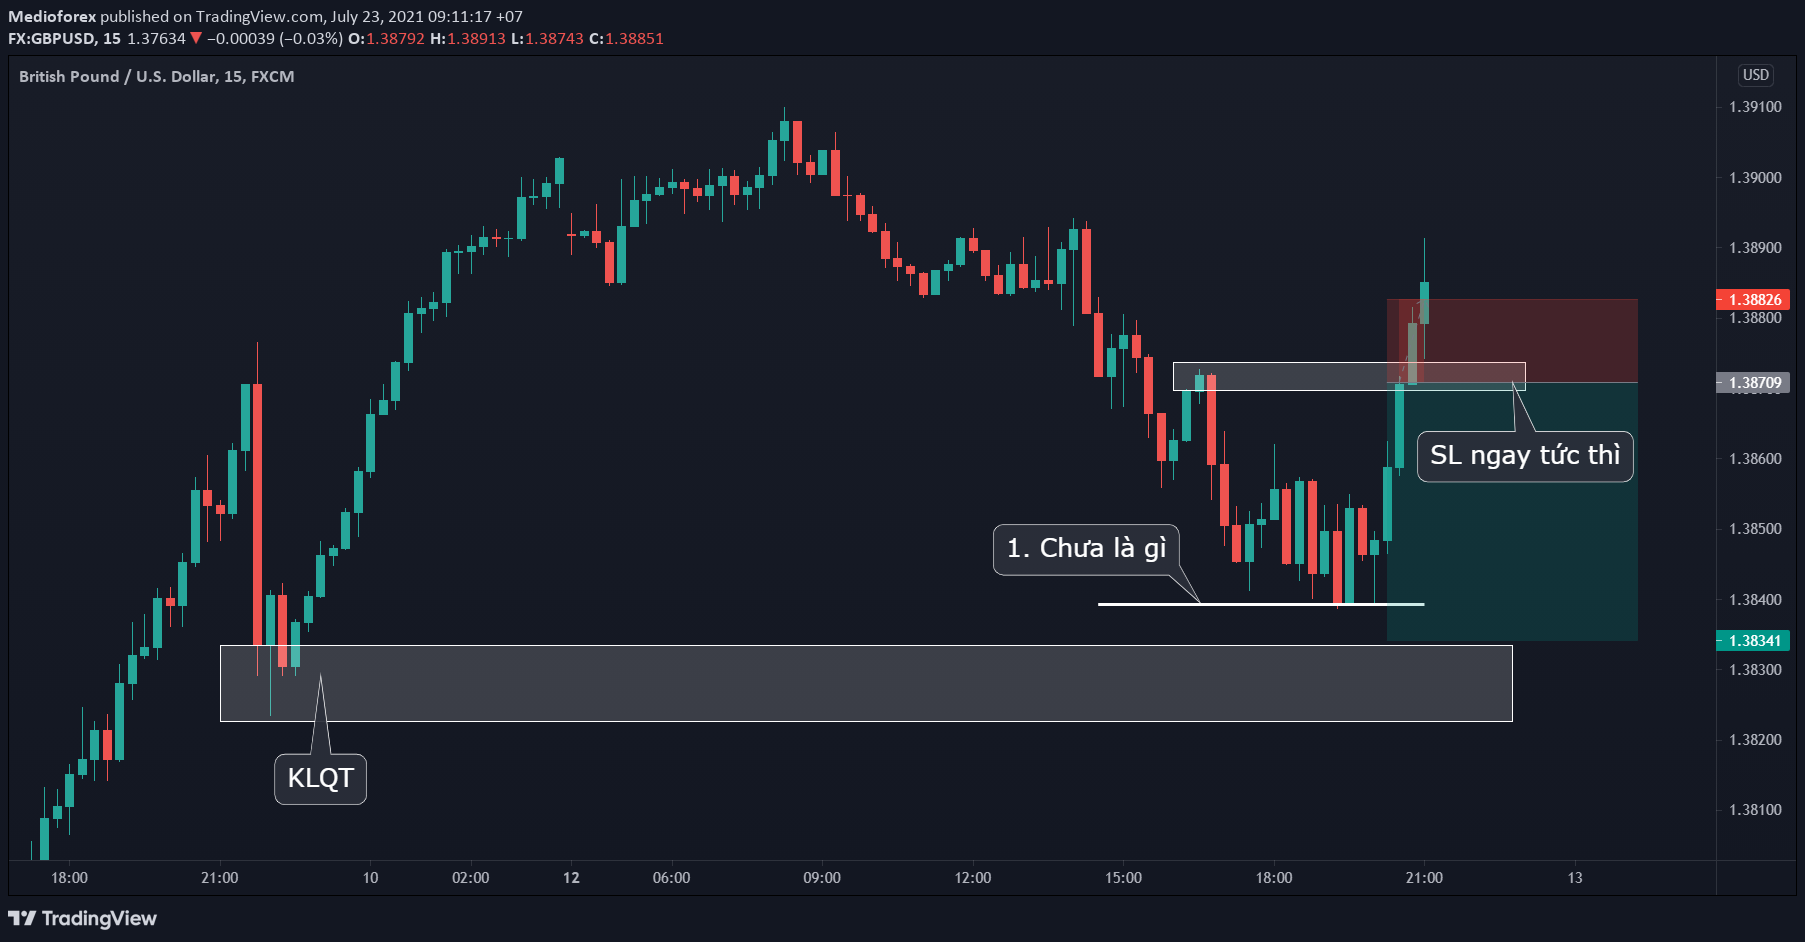 Medioforex published on TradingView.com, July 23, 2021 09:11:17 +07
FX:GBPUSD, 15 1.37634 ▼ −0.00039 (−0.03%) O:1.38792 H:1.38913 L:1.38743 C:1.38851
British Pound / U.S. Dollar, 15, FXCM
USD
1.39100
1.39000
1.38900
1.38826
1.38800
1.38709
SL ngay tức thì
1.38600
1.38500
1. Chưa là gì
1.38400
1.38341
1.38300
1.38200
KLQT
1.38100
18:00 21:00 10 02:00 12 06:00 09:00 12:00 15:00 18:00 21:00 13
TradingView